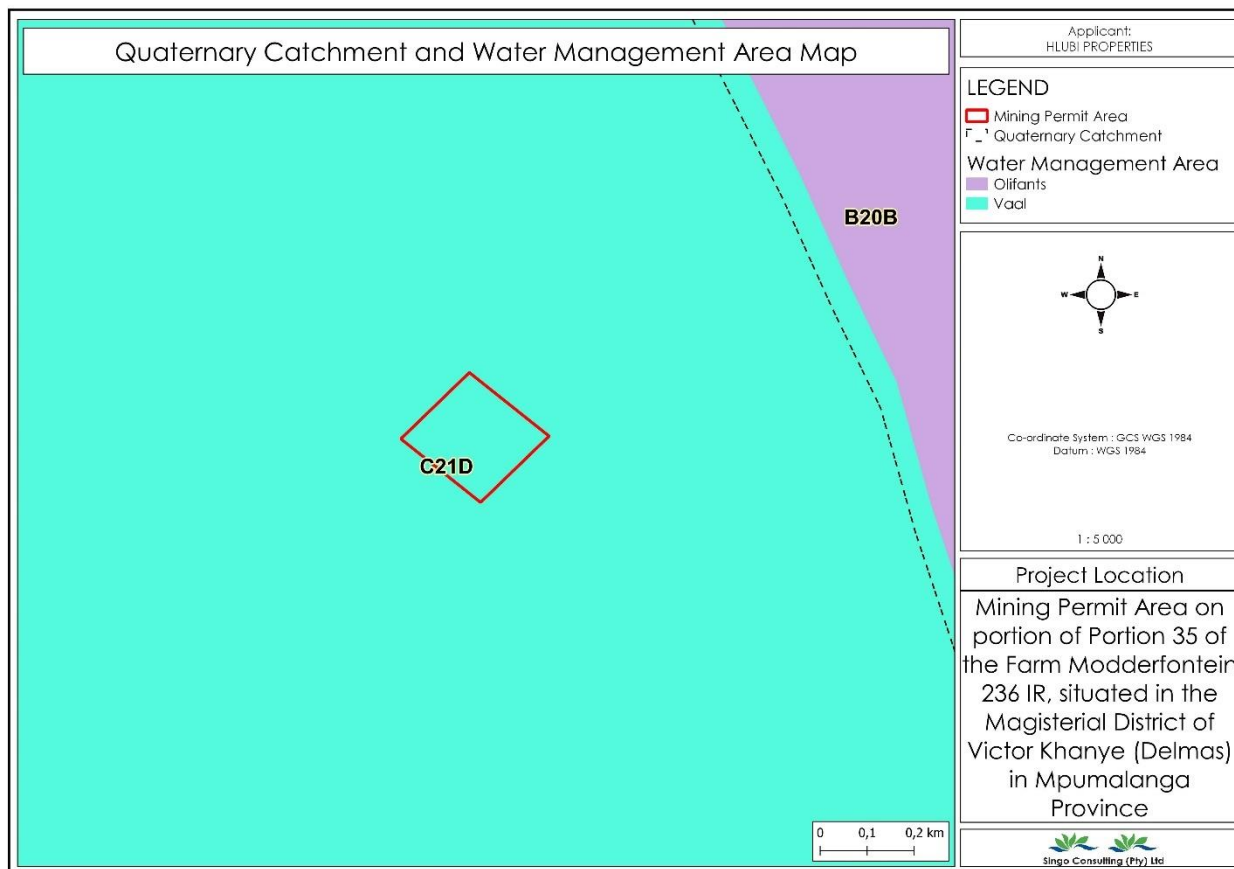 Quaternary Catchment and Water Management Area Map
B20B
C21D
0 0,1 0,2 km
Applicant:
HLUBI PROPERTIES
LEGEND
Mining Permit Area
Quaternary Catchment
Water Management Area
Olifants
Vaal
N
W E
S
Co-ordinate System : GCS WGS 1984
Datum : WGS 1984
1 : 5 000
Project Location
Mining Permit Area on
portion of Portion 35 of
the Farm Modderfontein
236 IR, situated in the
Magisterial District of
Victor Khanye (Delmas)
in Mpumalanga
Province
Singo Consulting (Pty) Ltd